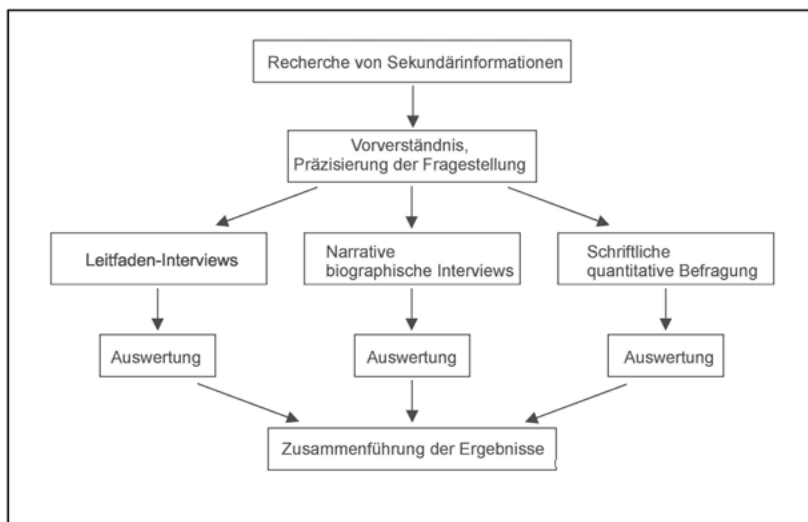 Recherche von Sekundärinformationen
Vorverständnis,
Präzisierung der Fragestellung
Leitfaden-Interviews
Narrative
biographische Interviews
Schriftliche
quantitative Befragung
Auswertung
Auswertung
Auswertung
Zusammenführung der Ergebnisse